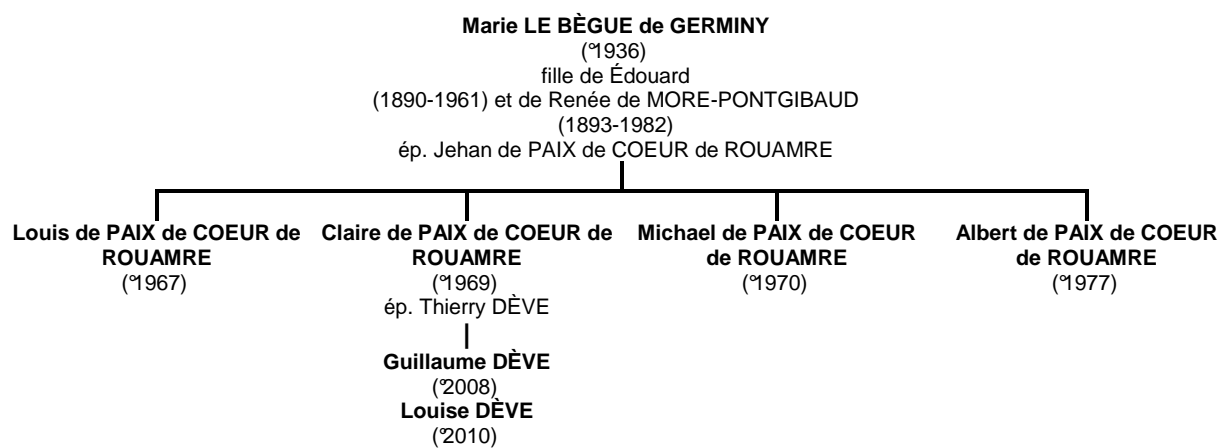 Marie LE BÈGUE de GERMINY
(°1936)
fille de Édouard
(1890-1961) et de Renée de MORE-PONTGIBAUD
(1893-1982)
ép. Jehan de PAIX de COEUR de ROUAMRE
Louis de PAIX de COEUR de
ROUAMRE
(°1967)
Claire de PAIX de COEUR de
ROUAMRE
(°1969)
ép. Thierry DÈVE
Guillaume DÈVE
(°2008)
Louise DÈVE
(°2010)
Michael de PAIX de COEUR
de ROUAMRE
(°1970)
Albert de PAIX de COEUR
de ROUAMRE
(°1977)